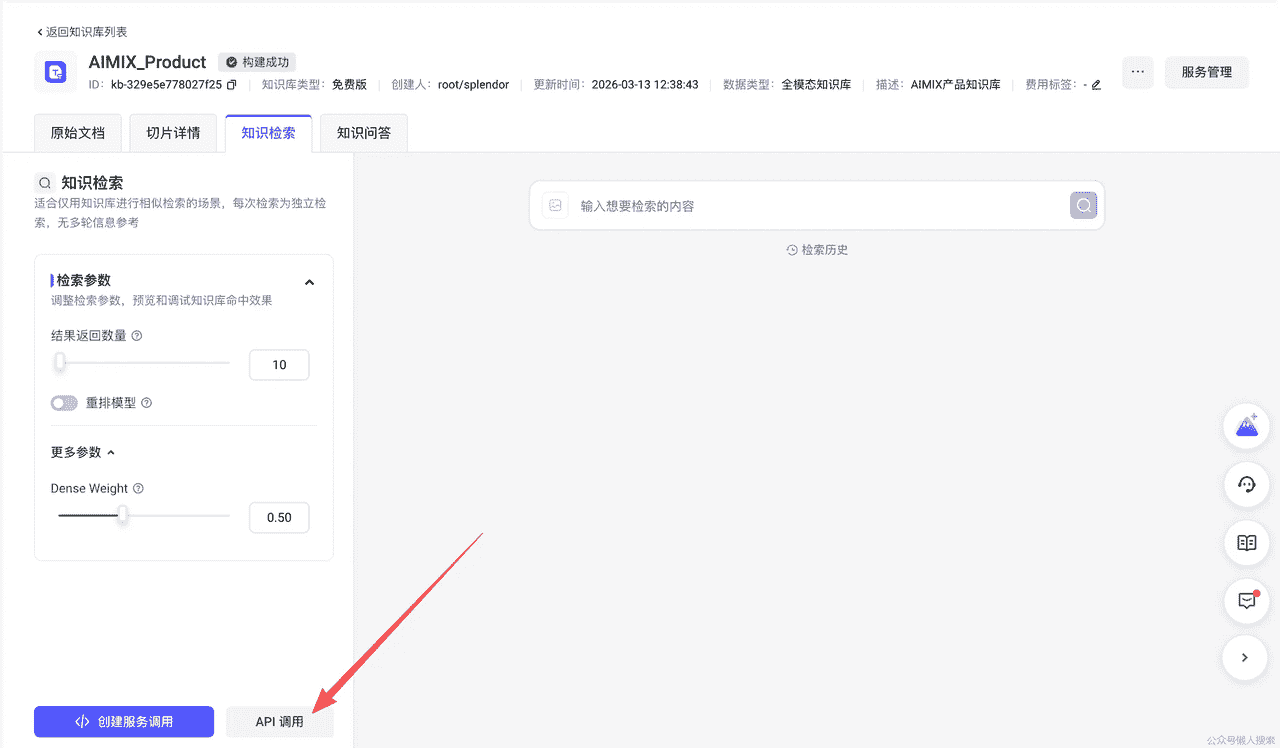 返回知识库列表
AIMIX_Product 构建成功
ID: kb-329e5e778027f25 知识库类型: 免费版 创建人: root/splendor 更新时间: 2026-03-13 12:38:43 数据类型: 全模态知识库 描述: AIMIX产品知识库 费用标签: -
服务管理
原始文档 切片详情 知识检索 知识问答
知识检索
适合仅用知识库进行相似检索的场景，每次检索为独立检
索，无多轮信息参考
输入想要检索的内容
检索历史
检索参数
调整检索参数，预览和调试知识库命中效果
结果返回数量
10
重排模型
更多参数
Dense Weight
0.50
创建服务调用 API 调用
公众号懒人搜索